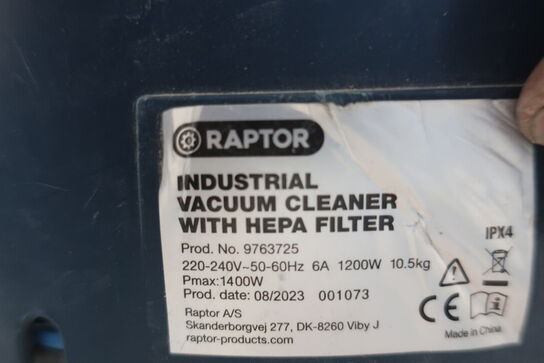 RAPTOR
INDUSTRIAL
VACUUM CLEANER
WITH HEPA FILTER
Prod. No. 9763725
220-240V~50-60Hz 6A 1200W 10.5kg
Pmax:1400W
Prod. date: 08/2023 001073
Raptor A/S
Skanderborgvej 277, DK-8260 Viby J
raptor-products.com
IPX4
CE
Made in China